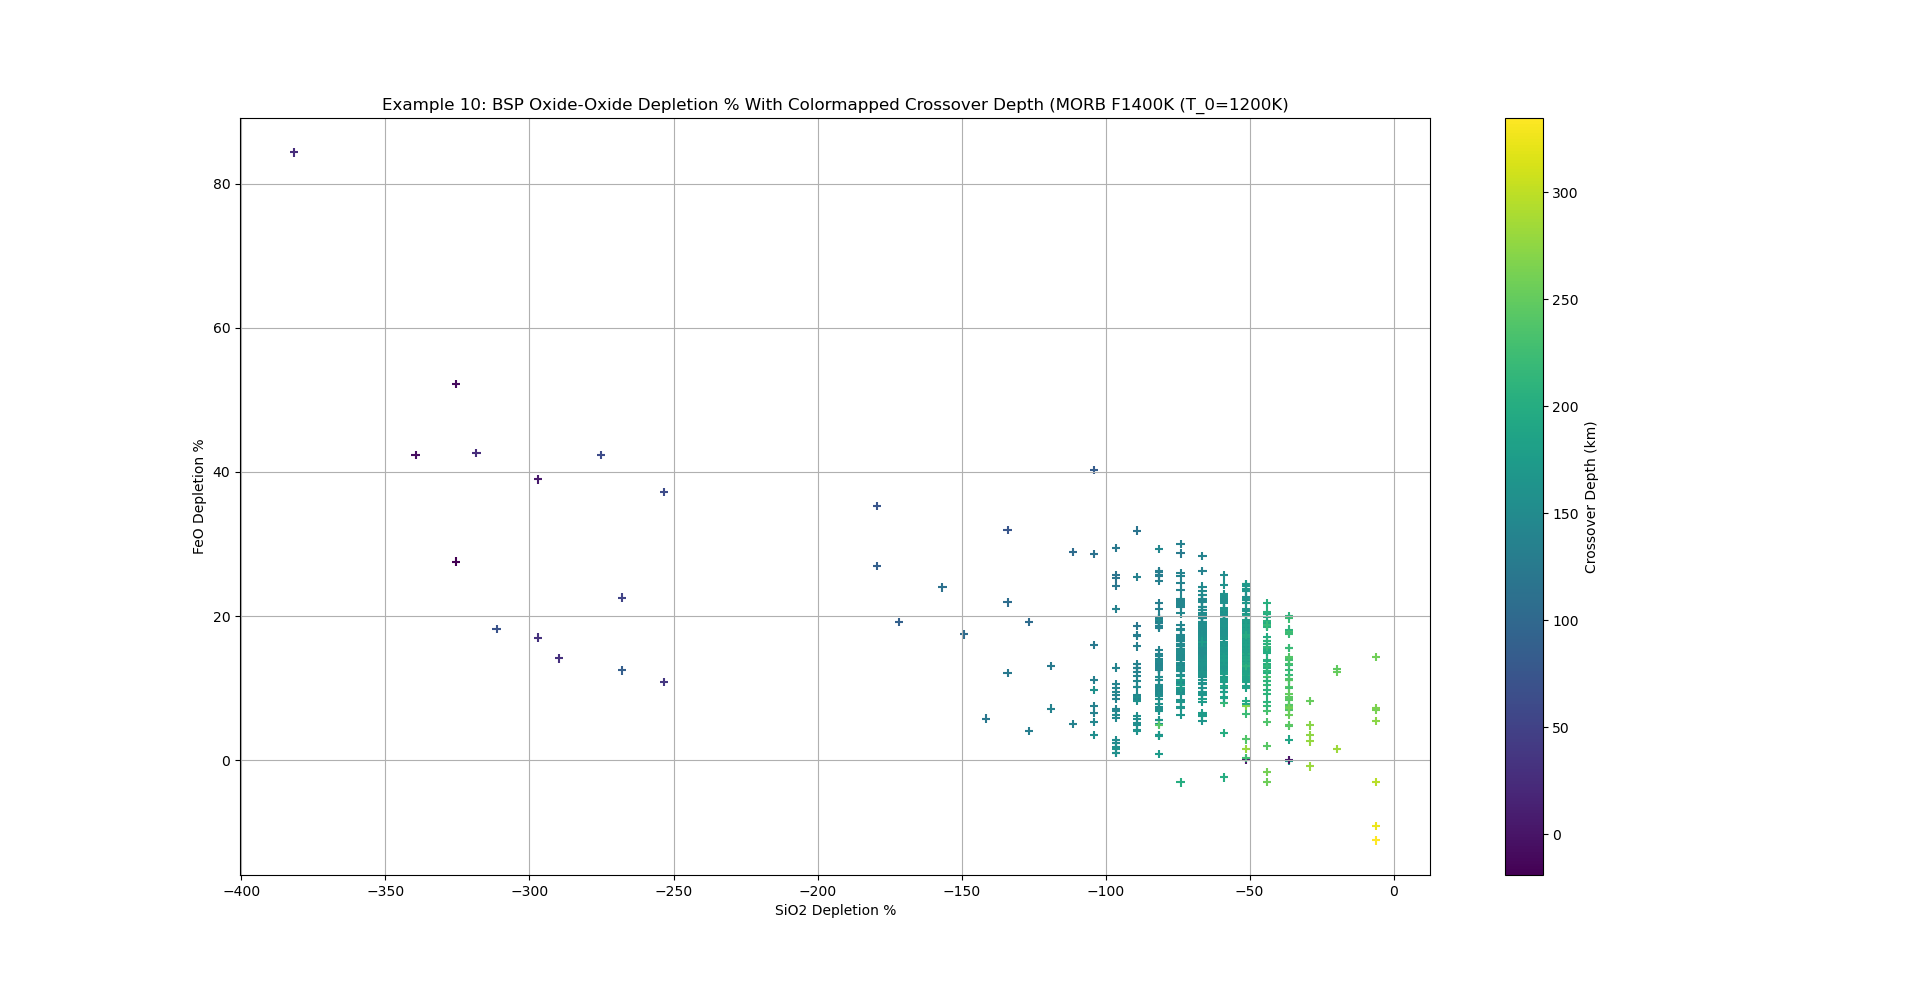 Example 10: BSP Oxide-Oxide Depletion % With Colormapped Crossover Depth (MORB F1400K (T_0=1200K)
80
60
40
20
0
FeO Depletion %
−400 −350 −300 −250 −200 −150 −100 −50 0
SiO2 Depletion %
300
250
200
150
100
50
0
Crossover Depth (km)